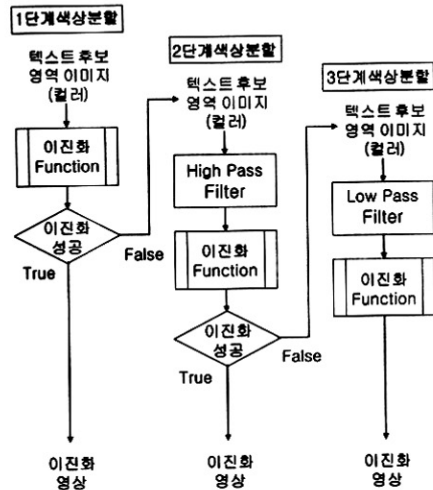 1단계색상분할
텍스트 후보
영역 이미지
(컬러)
이진화
Function
이진화
성공
True
False
이진화
영상
2단계색상분할
텍스트 후보
영역 이미지
(컬러)
High Pass
Filter
이진화
Function
이진화
성공
True
False
이진화
영상
3단계색상분할
텍스트 후보
영역 이미지
(컬러)
Low Pass
Filter
이진화
Function
이진화
영상